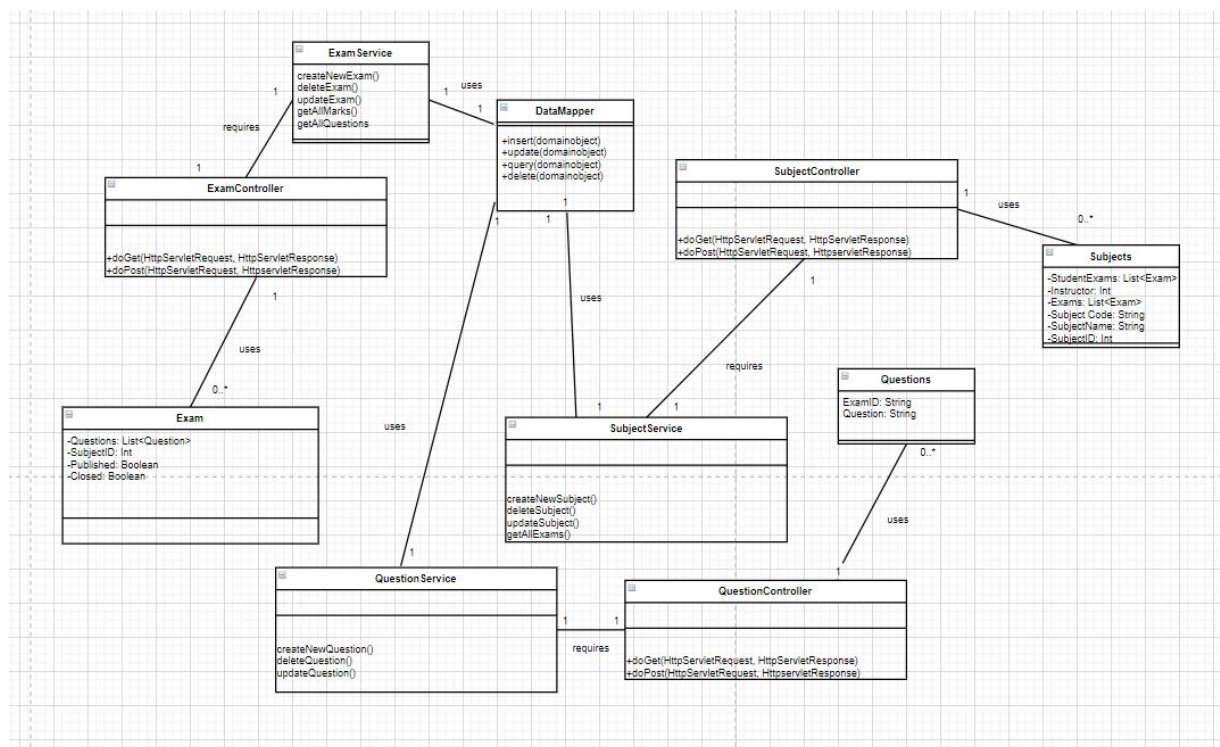 ExamService
createNewExam()
deleteExam()
updateExam()
getAllMarks()
getAllQuestions
1
uses
1
1
requires
1
DataMapper
+insert(domainobject)
+update(domainobject)
+query(domainobject)
+delete(domainobject)
1
1
1
ExamController
+doGet(HttpServletRequest, HttpServletResponse)
+doPost(HttpServletRequest, HttpservletResponse)
1
uses
0..*
SubjectController
+doGet(HttpServletRequest, HttpServletResponse)
+doPost(HttpServletRequest, HttpservletResponse)
1
uses
0..*
1
requires
1
Subjects
-StudentExams: List<Exam>
-Instructor: Int
-Exams: List<Exam>
-Subject Code: String
-SubjectName: String
-SubjectID: Int
uses
1
Questions
ExamID: String
Question: String
0..*
uses
1
Exam
-Questions: List<Question>
-SubjectID: Int
-Published: Boolean
-Closed: Boolean
uses
1
SubjectService
createNewSubject()
deleteSubject()
updateSubject()
getAllExams()
QuestionService
createNewQuestion()
deleteQuestion()
updateQuestion()
1
requires
1
QuestionController
+doGet(HttpServletRequest, HttpServletResponse)
+doPost(HttpServletRequest, HttpservletResponse)